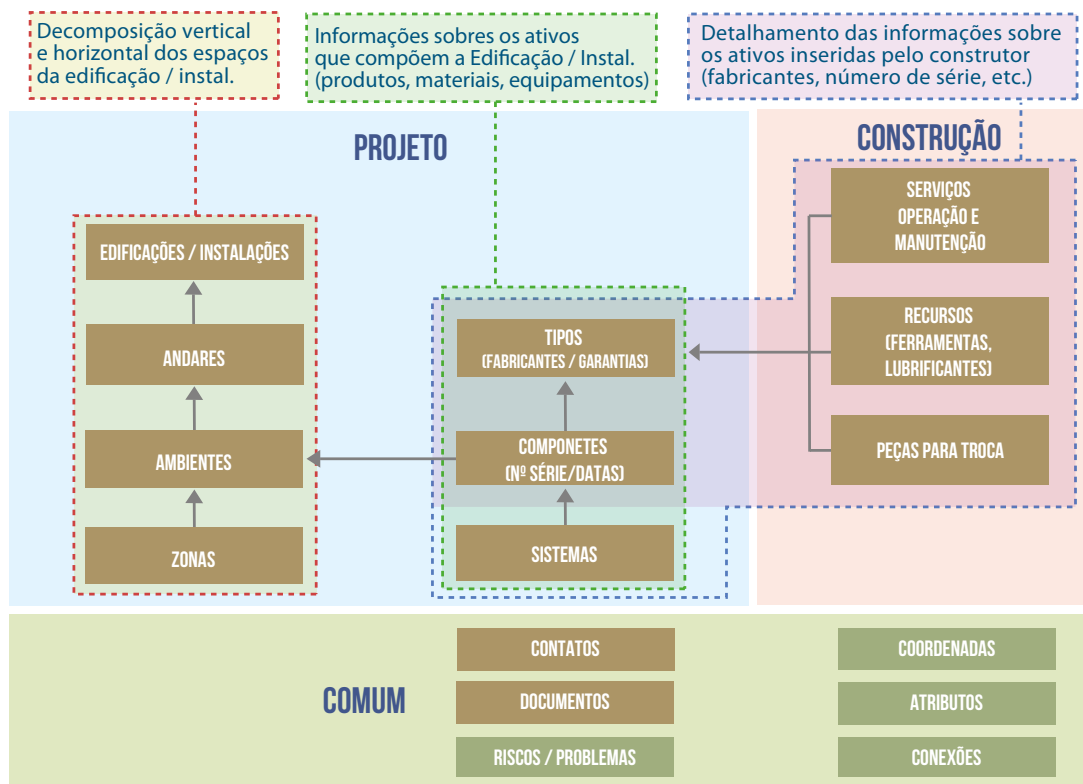 Decomposição vertical
e horizontal dos espaços
da edificação / instal.
Informações sobre os ativos
que compõem a Edificação / Instal.
(produtos, materiais, equipamentos)
Detalhamento das informações sobre
os ativos inseridas pelo construtor
(fabricantes, número de série, etc.)
PROJETO
CONSTRUÇÃO
EDIFICAÇÕES / INSTALAÇÕES
ANDARES
AMBIENTES
ZONAS
TIPOS
(FABRICANTES / GARANTIAS)
COMPONETES
(Nº SÉRIE/DATAS)
SISTEMAS
SERVIÇOS
OPERAÇÃO E
MANUTENÇÃO
RECURSOS
(FERRAMENTAS,
LUBRIFICANTES)
PEÇAS PARA TROCA
COMUM
CONTATOS
DOCUMENTOS
RISCOS / PROBLEMAS
COORDENADAS
ATRIBUTOS
CONEXÕES